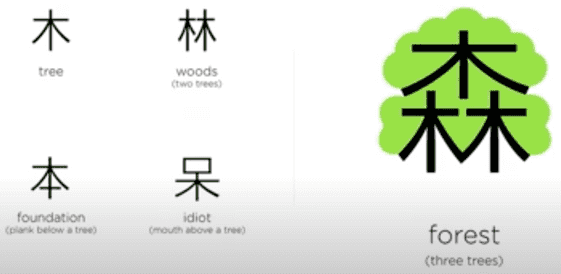 木
tree
林
woods
(two trees)
本
foundation
(plank below a tree)
呆
idiot
(mouth above a tree)
森
forest
(three trees)